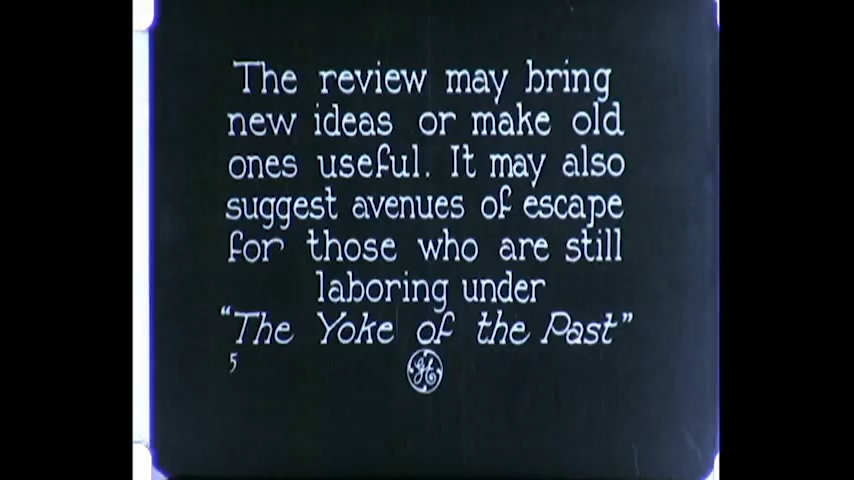 The review may bring
new ideas or make old
ones useful. It may also
suggest avenues of escape
for those who are still
laboring under
"The Yoke of the Past"
5
GE